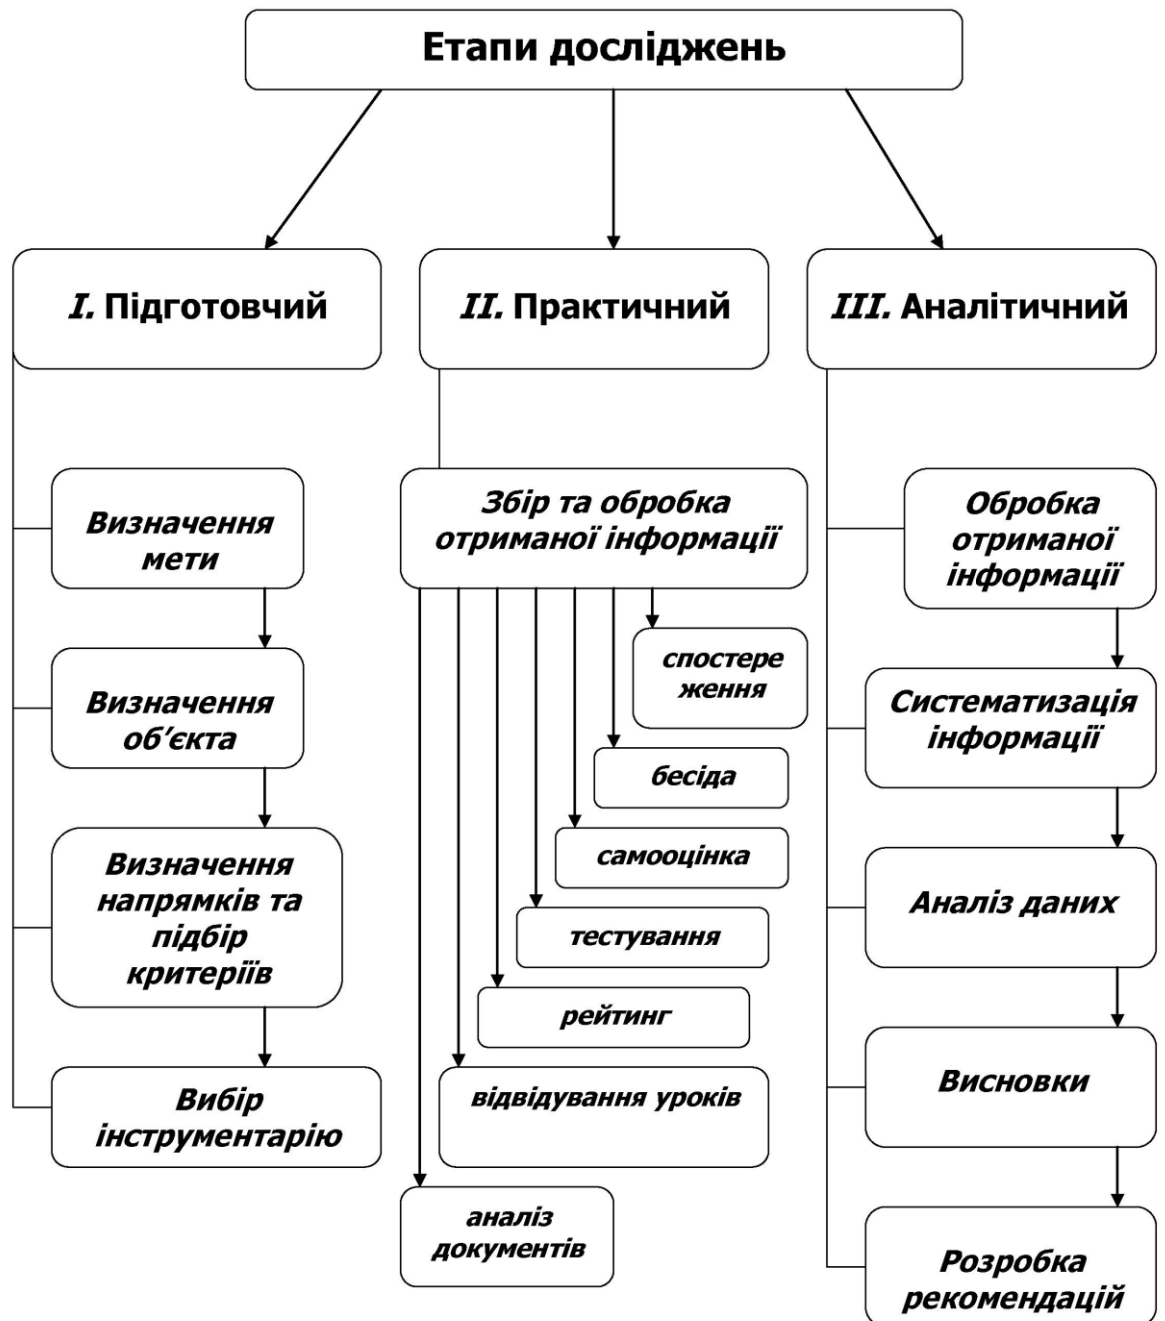 Етапи досліджень
I. Підготовчий
II. Практичний
III. Аналітичний
Визначення
мети
Визначення
об’єкта
Визначення
напрямків та
підбір
критеріїв
Вибір
інструментарію
Збір та обробка
отриманої інформації
спостере
ження
бесіда
самооцінка
тестування
рейтинг
відвідування уроків
аналіз
документів
Обробка
отриманої
інформації
Систематизація
інформації
Аналіз даних
Висновки
Розробка
рекомендацій